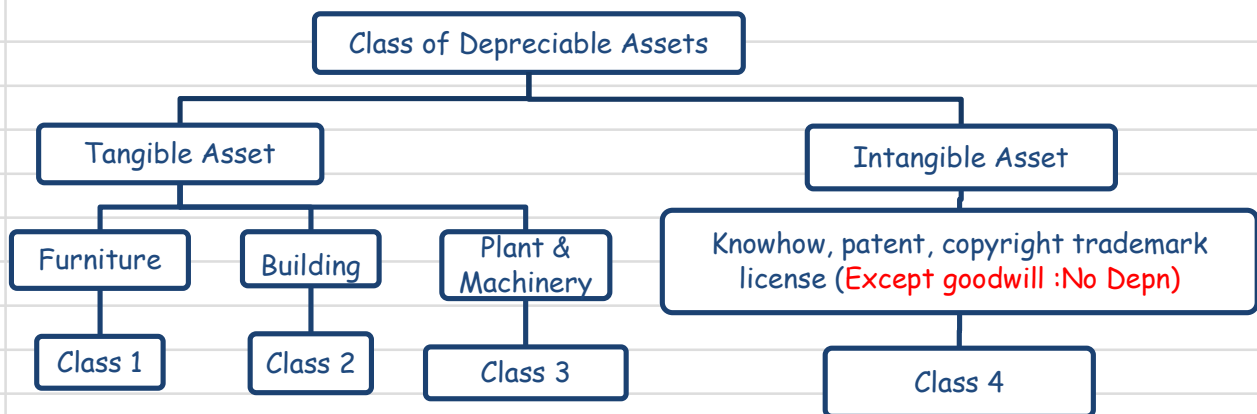 Class of Depreciable Assets
Tangible Asset
Intangible Asset
Furniture
Building
Plant &
Machinery
Knowhow, patent, copyright trademark
license (Except goodwill :No Depn)
Class 1
Class 2
Class 3
Class 4